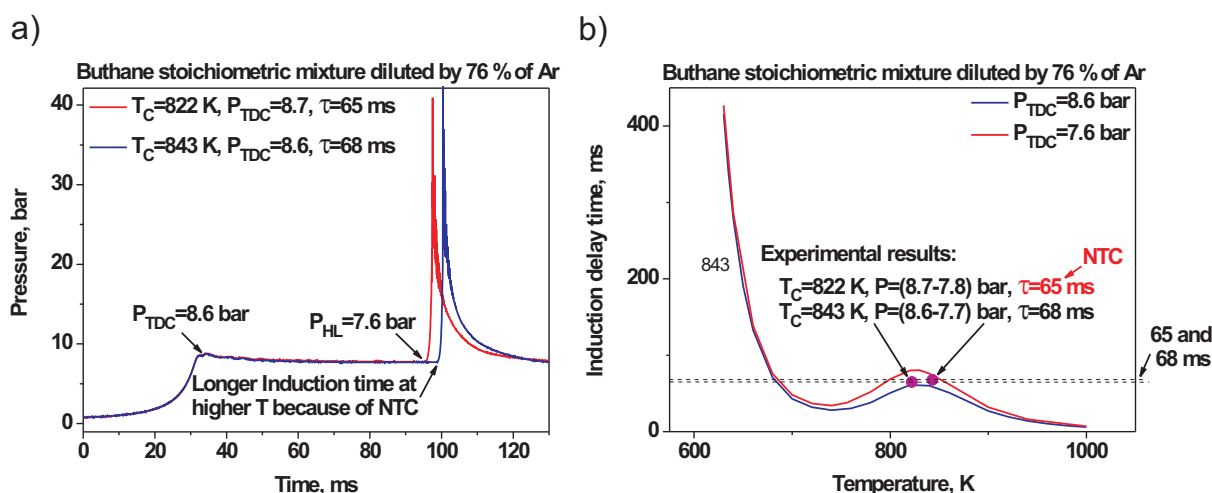 a)
Buthane stoichiometric mixture diluted by 76 % of Ar
T_C=822 K, P_TDC=8.7, τ=65 ms
T_C=843 K, P_TDC=8.6, τ=68 ms
P_TDC=8.6 bar
P_HL=7.6 bar
Longer Induction time at
higher T because of NTC
Pressure, bar
40
30
20
10
0
0 20 40 60 80 100 120
Time, ms
b)
Buthane stoichiometric mixture diluted by 76 % of Ar
P_TDC=8.6 bar
P_TDC=7.6 bar
Experimental results:
NTC
843
T_C=822 K, P=(8.7-7.8) bar, τ=65 ms
T_C=843 K, P=(8.6-7.7) bar, τ=68 ms
65 and
68 ms
Induction delay time, ms
400
200
0
600 800 1000
Temperature, K